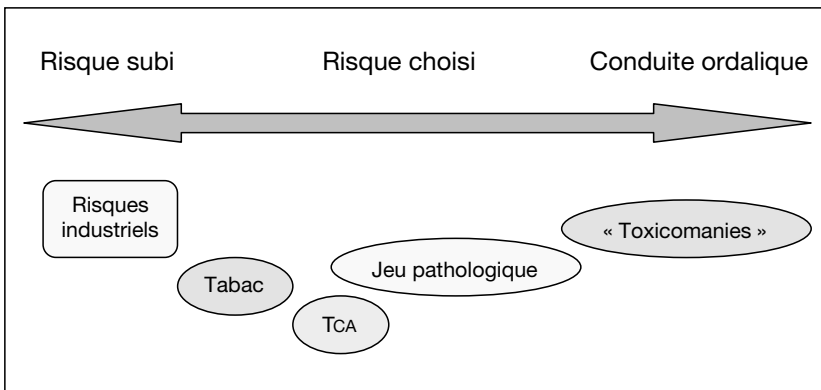 Risque subi Risque choisi Conduite ordalique
Risques
industriels
« Toxicomanies »
Jeu pathologique
Tabac
TCA